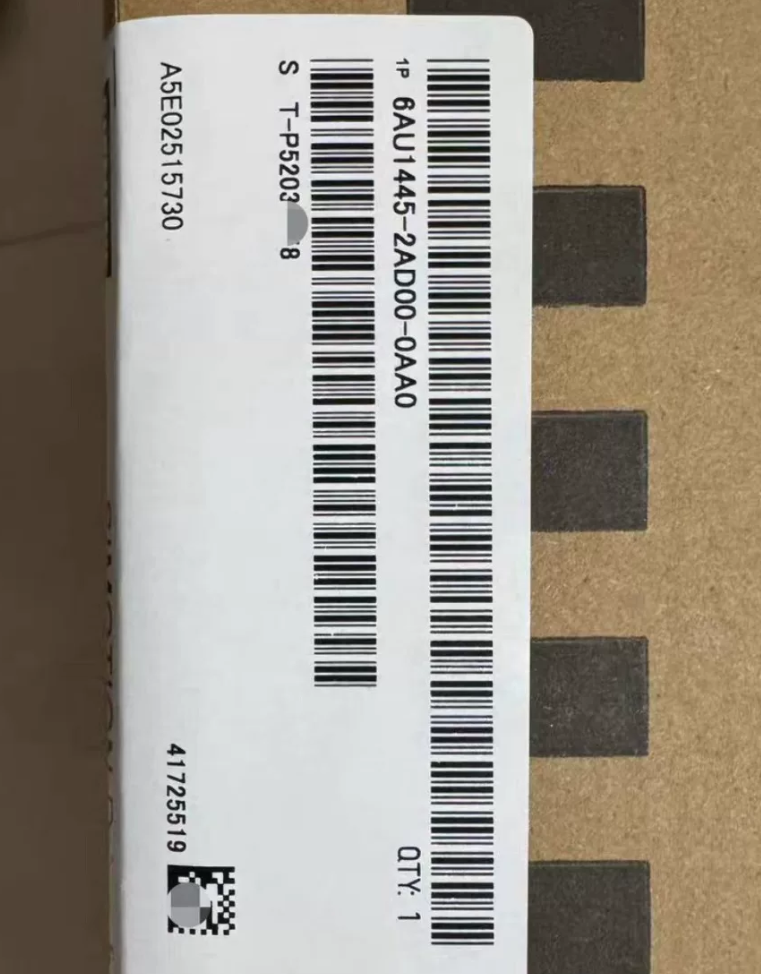 1P 6AU1445-2AD00-0AA0
QTY: 1
S T-P5203 8
A5E02515730
41725519